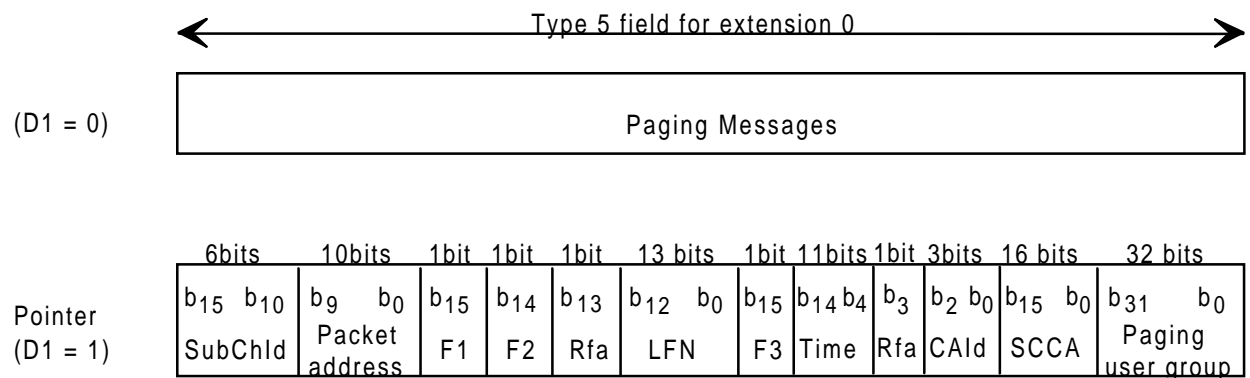 Type 5 field for extension 0
(D1 = 0)
Paging Messages
6bits 10bits 1bit 1bit 1bit 13 bits 1bit 11bits 1bit 3bits 16 bits 32 bits
Pointer
(D1 = 1)
b15 b10 b9 b0 b15 b14 b13 b12 b0 b15 b14 b4 b3 b2 b0 b15 b0 b31 b0
SubChId Packet address F1 F2 Rfa LFN F3 Time Rfa CAId SCCA Paging user group